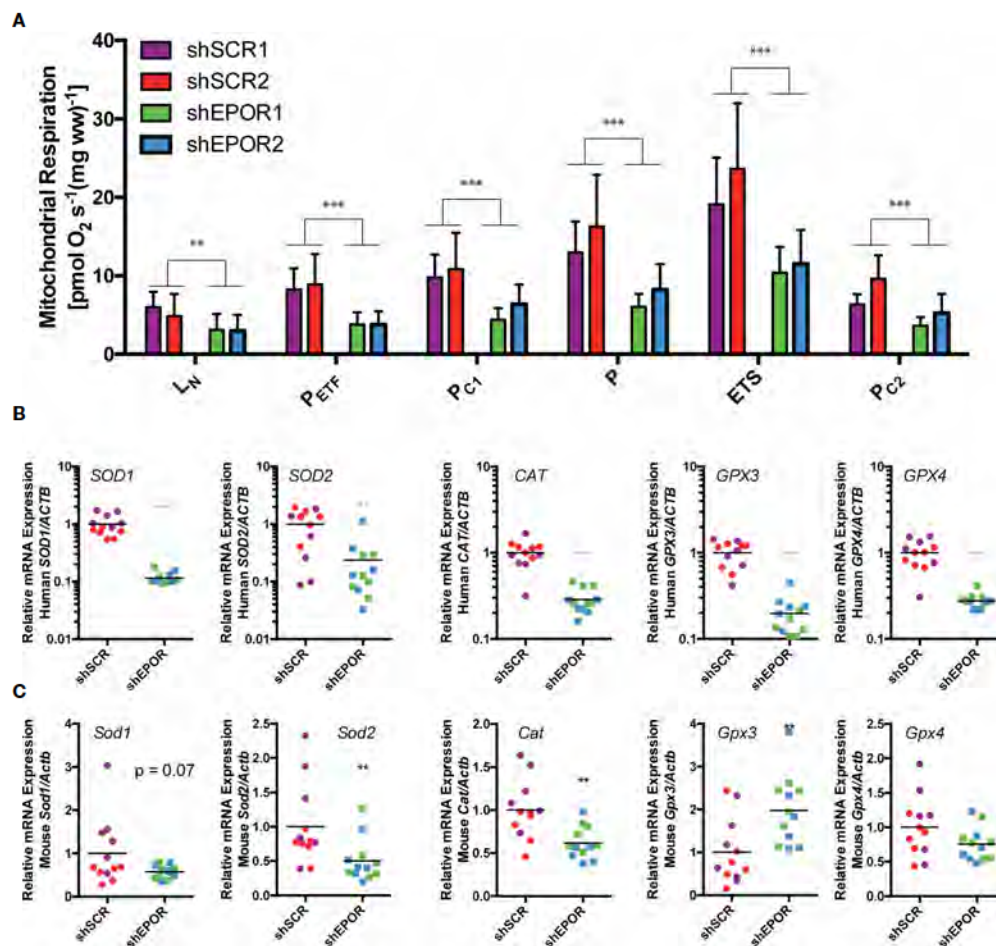 A
Mitochondrial Respiration
[pmol O₂ s⁻¹(mg ww)⁻¹]
40
30
20
10
0
shSCR1
shSCR2
shEPOR1
shEPOR2
**
***
***
***
***
***
L_N
P_ETF
P_C1
P
ETS
P_C2
B
Relative mRNA Expression
Human SOD1/ACTB
10
1
0.1
0.01
SOD1
shSCR
shEPOR
Relative mRNA Expression
Human SOD2/ACTB
10
1
0.1
0.01
SOD2
shSCR
shEPOR
Relative mRNA Expression
Human CAT/ACTB
10
1
0.1
CAT
shSCR
shEPOR
Relative mRNA Expression
Human GPX3/ACTB
10
1
0.1
GPX3
shSCR
shEPOR
Relative mRNA Expression
Human GPX4/ACTB
10
1
0.1
GPX4
shSCR
shEPOR
C
Relative mRNA Expression
Mouse Sod1/Actb
4
3
2
1
0
Sod1
p = 0.07
shSCR
shEPOR
Relative mRNA Expression
Mouse Sod2/Actb
2.5
2.0
1.5
1.0
0.5
0.0
Sod2
**
shSCR
shEPOR
Relative mRNA Expression
Mouse Cat/Actb
2.0
1.5
1.0
0.5
0.0
Cat
**
shSCR
shEPOR
Relative mRNA Expression
Mouse Gpx3/Actb
4
3
2
1
0
Gpx3
**
shSCR
shEPOR
Relative mRNA Expression
Mouse Gpx4/Actb
2.5
2.0
1.5
1.0
0.5
0.0
Gpx4
shSCR
shEPOR